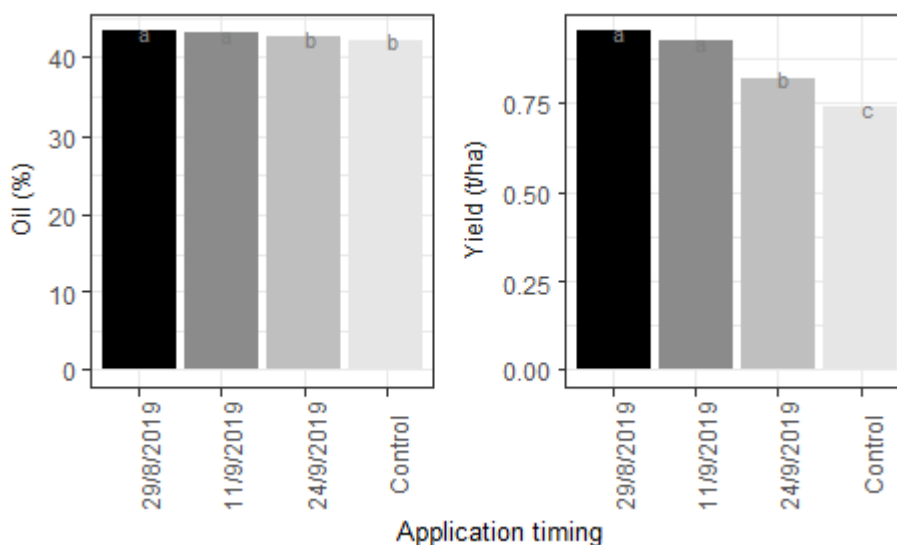 Oil (%)
40
30
20
10
0
a
a
b
b
29/8/2019
11/9/2019
24/9/2019
Control
Yield (t/ha)
0.75
0.50
0.25
0.00
a
a
b
c
29/8/2019
11/9/2019
24/9/2019
Control
Application timing